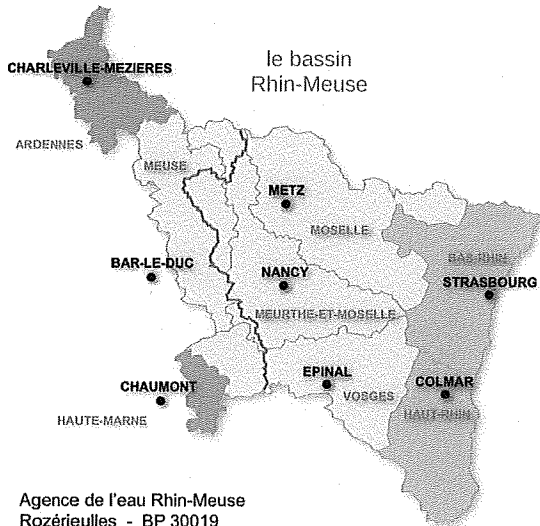 le bassin
Rhin-Meuse
CHARLEVILLE-MEZIERES
ARDENNES
MEUSE
METZ
MOSELLE
BAR-LE-DUC
NANCY
BAS-RHIN
STRASBOURG
MEURTHE-ET-MOSELLE
CHAUMONT
EPINAL
VOSGES
COLMAR
HAUTE-MARNE
HAUT-RHIN
Agence de l'eau Rhin-Meuse
Rozérieulles - BP 30019